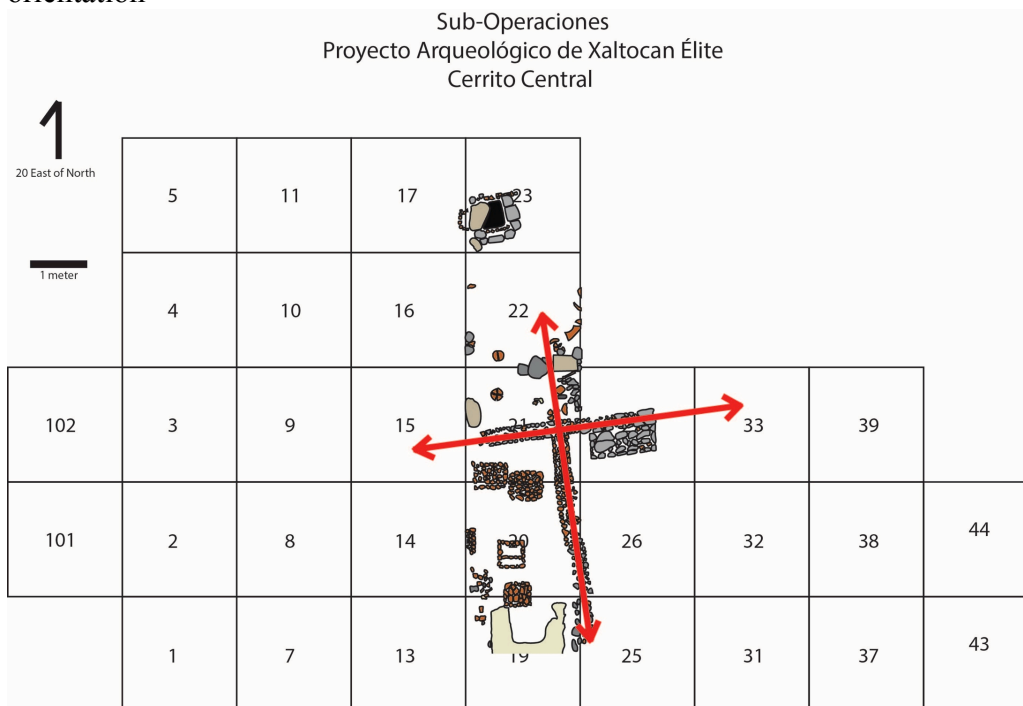 orientation
Sub-Operaciones
Proyecto Arqueológico de Xaltocan Élite
Cerrito Central
20 East of North
5 11 17 23
1 meter
4 10 16 22
102 3 9 15 21 33 39
101 2 8 14 20 26 32 38 44
1 7 13 19 25 31 37 43